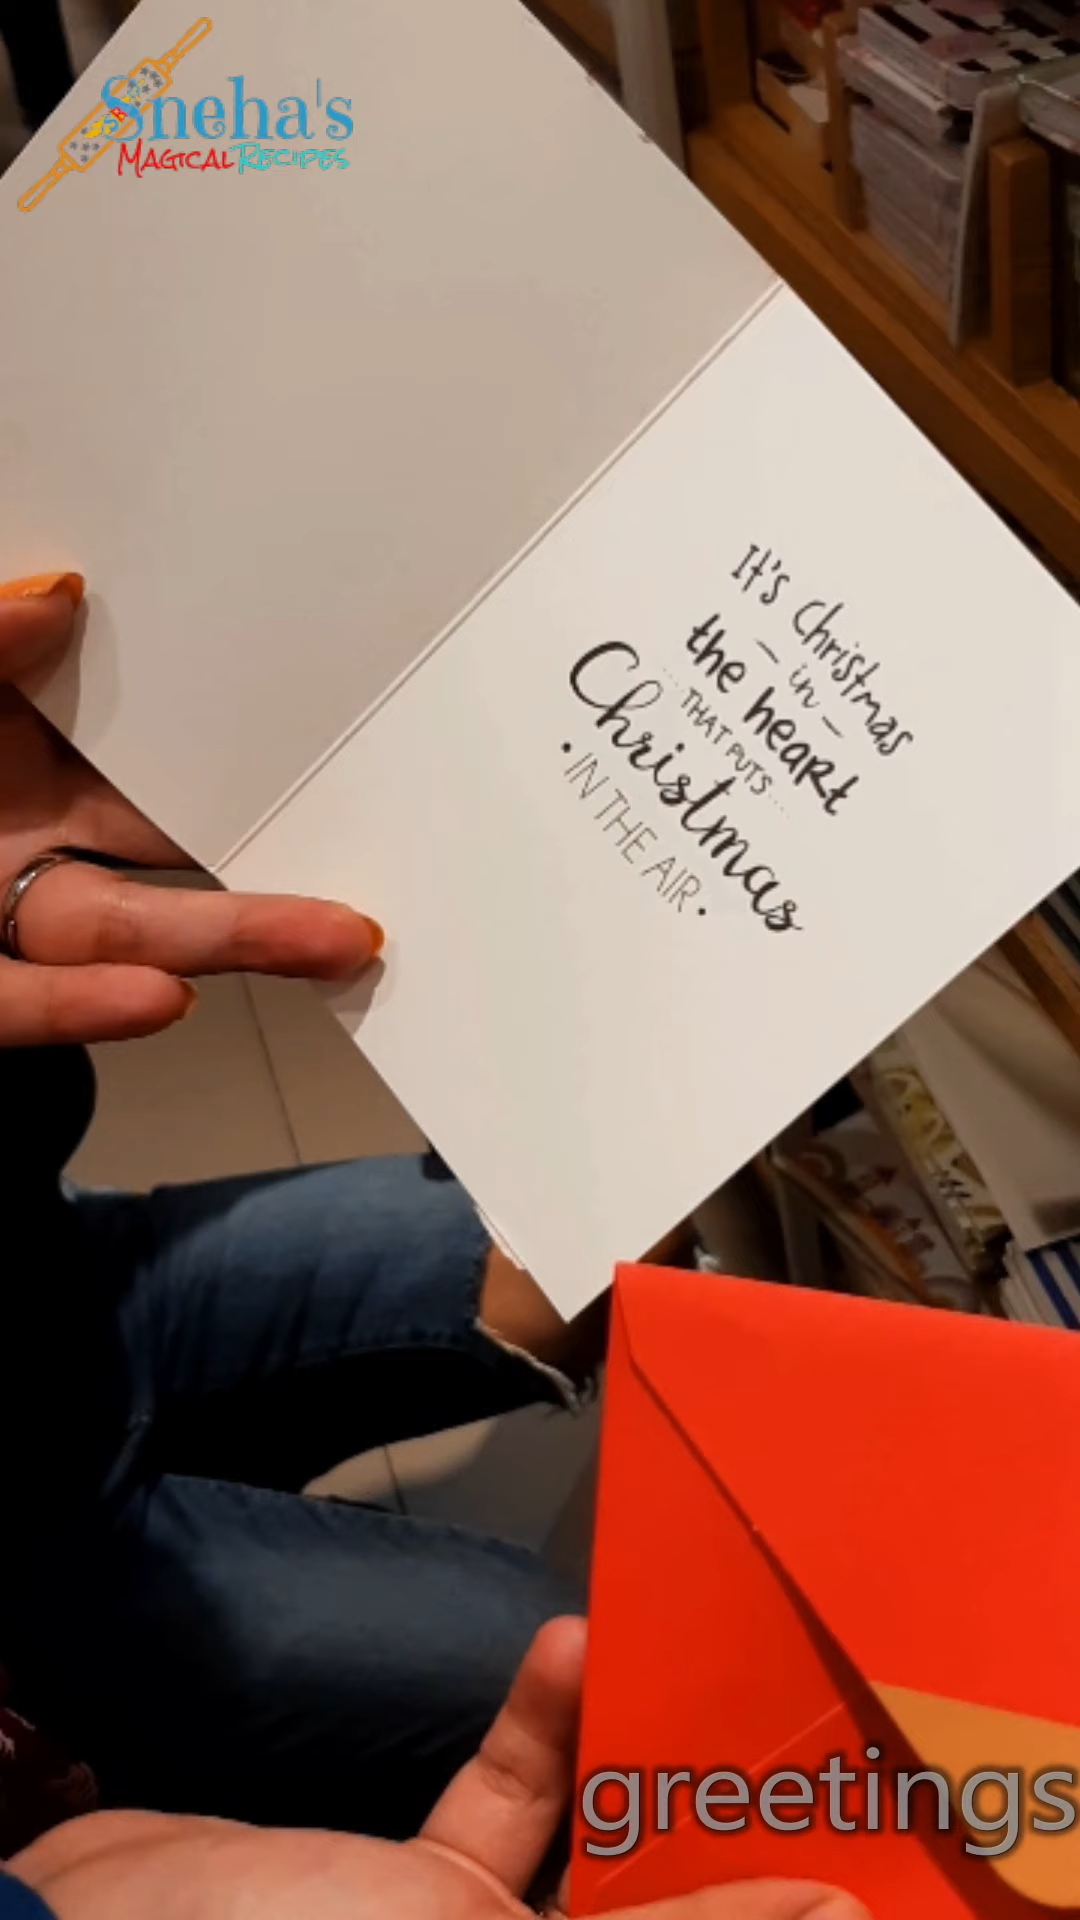 Sneha's
MAGICAL RECIPES
It's Christmas
in
the heart
THAT PUTS
Christmas
IN THE AIR
greetings